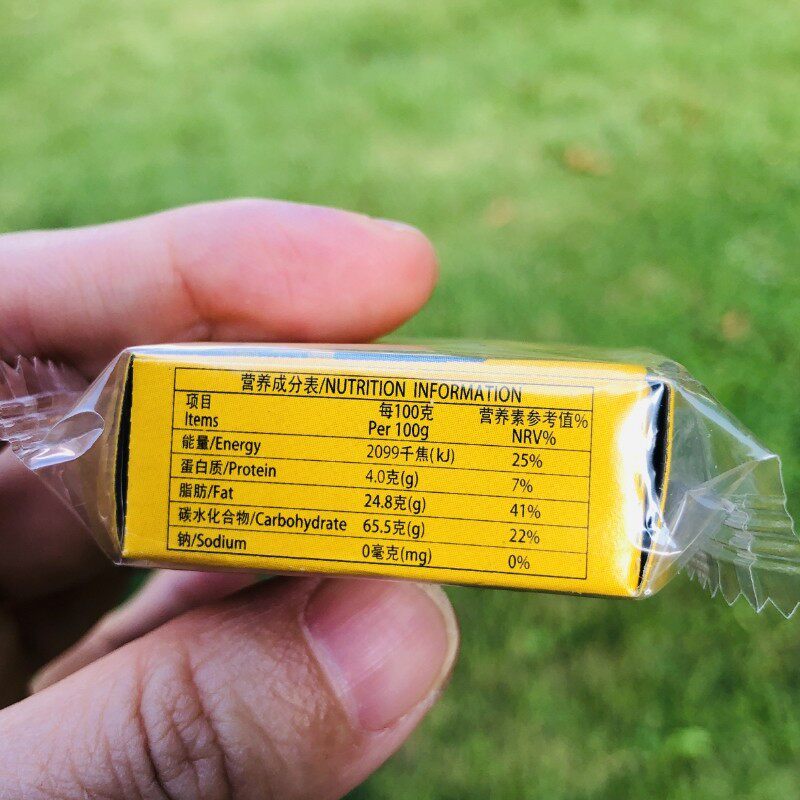 营养成分表/NUTRITION INFORMATION
项目 每100克 营养素参考值%
Items Per 100g NRV%
能量/Energy 2099千焦(kJ) 25%
蛋白质/Protein 4.0克(g) 7%
脂肪/Fat 24.8克(g) 41%
碳水化合物/Carbohydrate 65.5克(g) 22%
钠/Sodium 0毫克(mg) 0%